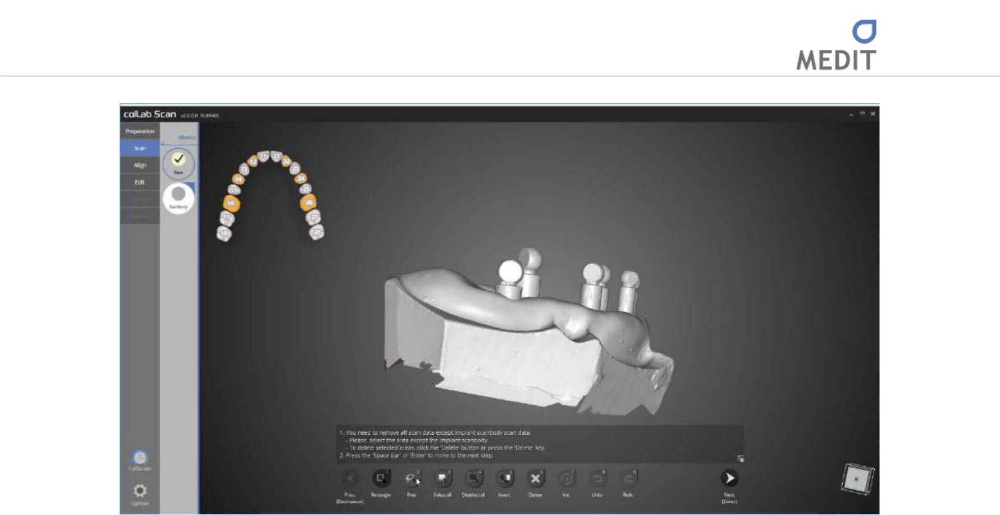 MEDIT
colLab Scan
Preparation
Scan
Align
Edit
Maxilla
Base
Scanbody
11 21
12 22
13 23
14 24
15 25
16 26
17 27
18 28
1. You need to remove all scan data except implant scanbody scan data.
- Please, select the area except the implant scanbody.
- To delete selected areas, click the 'Delete' button or press the 'Delete' key.
2. Press the 'Space bar' or 'Enter' to move to the next step.
Calibrate
Option
Prev. Rectangle Free Select all Deselect all Invert Delete Init. Undo Redo Next
[Backspace] [Enter]